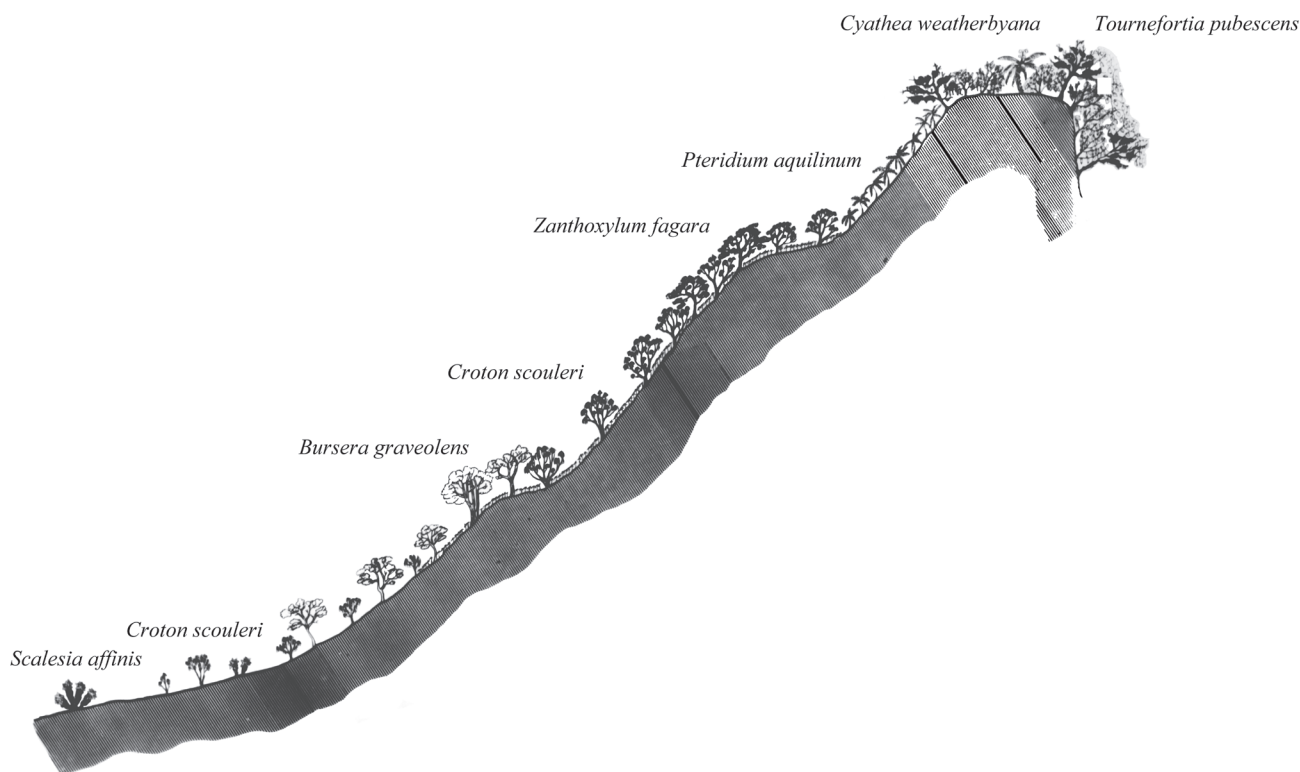 Cyathea weatherbyana
Tournefortia pubescens
Pteridium aquilinum
Zanthoxylum fagara
Croton scouleri
Bursera graveolens
Croton scouleri
Scalesia affinis